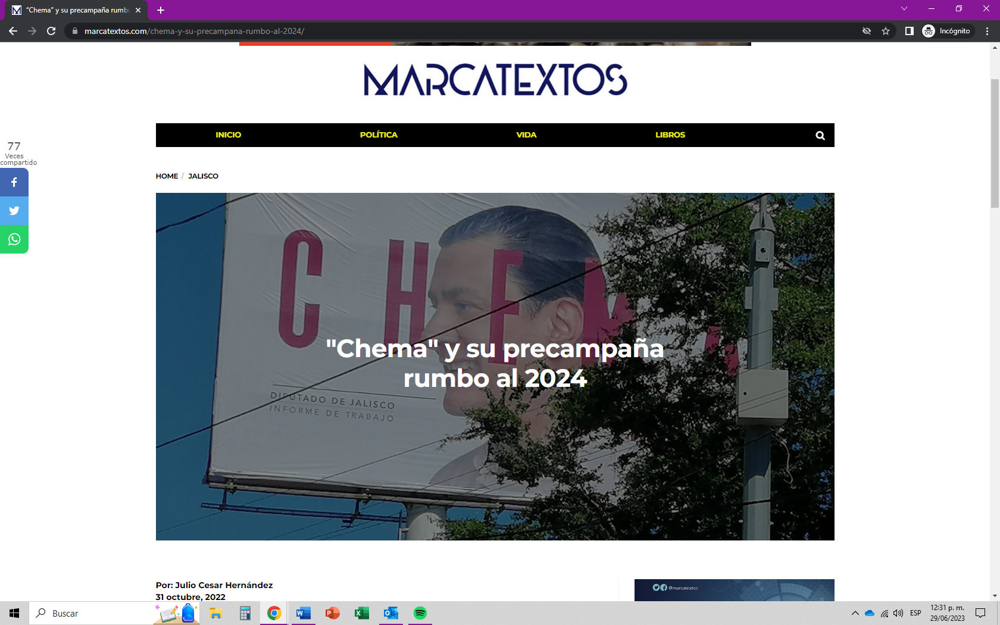 “Chema” y su precampaña rumbo
marcatextos.com/chema-y-su-precampana-rumbo-al-2024/
Incógnito
MARCATEXTOS
INICIO
POLÍTICA
VIDA
LIBROS
77
Veces
compartido
HOME / JALISCO
CHEMA
"Chema" y su precampaña
rumbo al 2024
DIPUTADO DE JALISCO
INFORME DE TRABAJO
Por: Julio Cesar Hernández
31 octubre, 2022
@marcatextos
Buscar
ESP
12:31 p. m.
29/06/2023